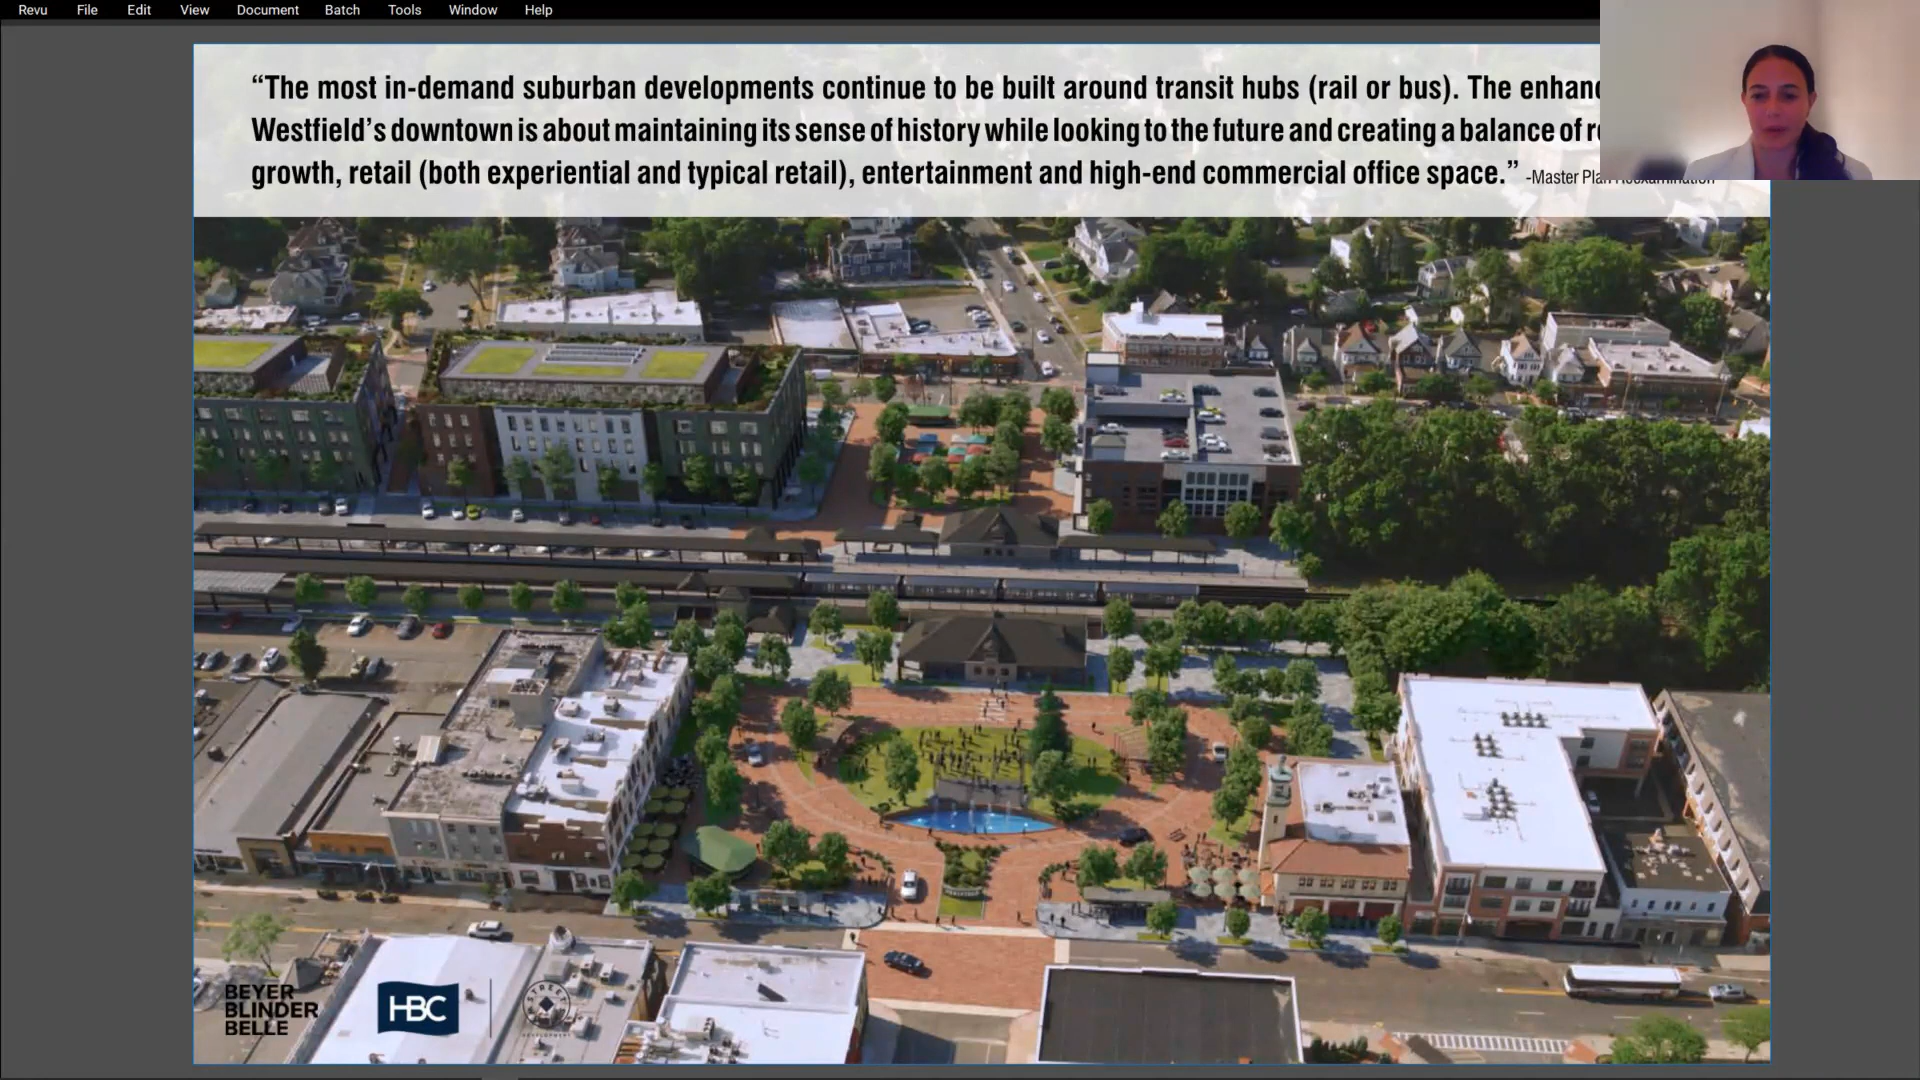 Revu File Edit View Document Batch Tools Window Help
“The most in-demand suburban developments continue to be built around transit hubs (rail or bus). The enhanc
Westfield’s downtown is about maintaining its sense of history while looking to the future and creating a balance of r
growth, retail (both experiential and typical retail), entertainment and high-end commercial office space.” -Master Plan Reexamination
BEYER
BLINDER
BELLE
HBC
STREET